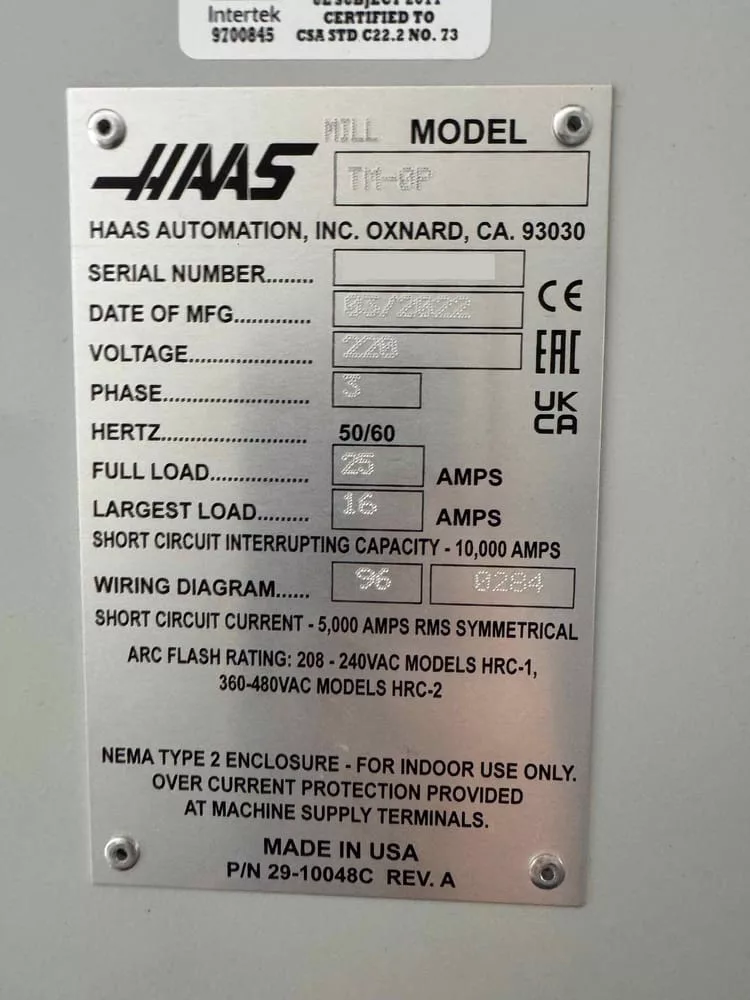 Intertek
9700845
CERTIFIED TO
CSA STD C22.2 NO. 73
MILL MODEL
HAAS
TM-0P
HAAS AUTOMATION, INC. OXNARD, CA. 93030
SERIAL NUMBER........
DATE OF MFG............. 03/2022
CE
VOLTAGE..................... 220
EAC
PHASE......................... 3
UK
CA
HERTZ......................... 50/60
FULL LOAD................. 25 AMPS
LARGEST LOAD......... 16 AMPS
SHORT CIRCUIT INTERRUPTING CAPACITY - 10,000 AMPS
WIRING DIAGRAM...... 96 0284
SHORT CIRCUIT CURRENT - 5,000 AMPS RMS SYMMETRICAL
ARC FLASH RATING: 208 - 240VAC MODELS HRC-1,
360-480VAC MODELS HRC-2
NEMA TYPE 2 ENCLOSURE - FOR INDOOR USE ONLY.
OVER CURRENT PROTECTION PROVIDED
AT MACHINE SUPPLY TERMINALS.
MADE IN USA
P/N 29-10048C REV. A